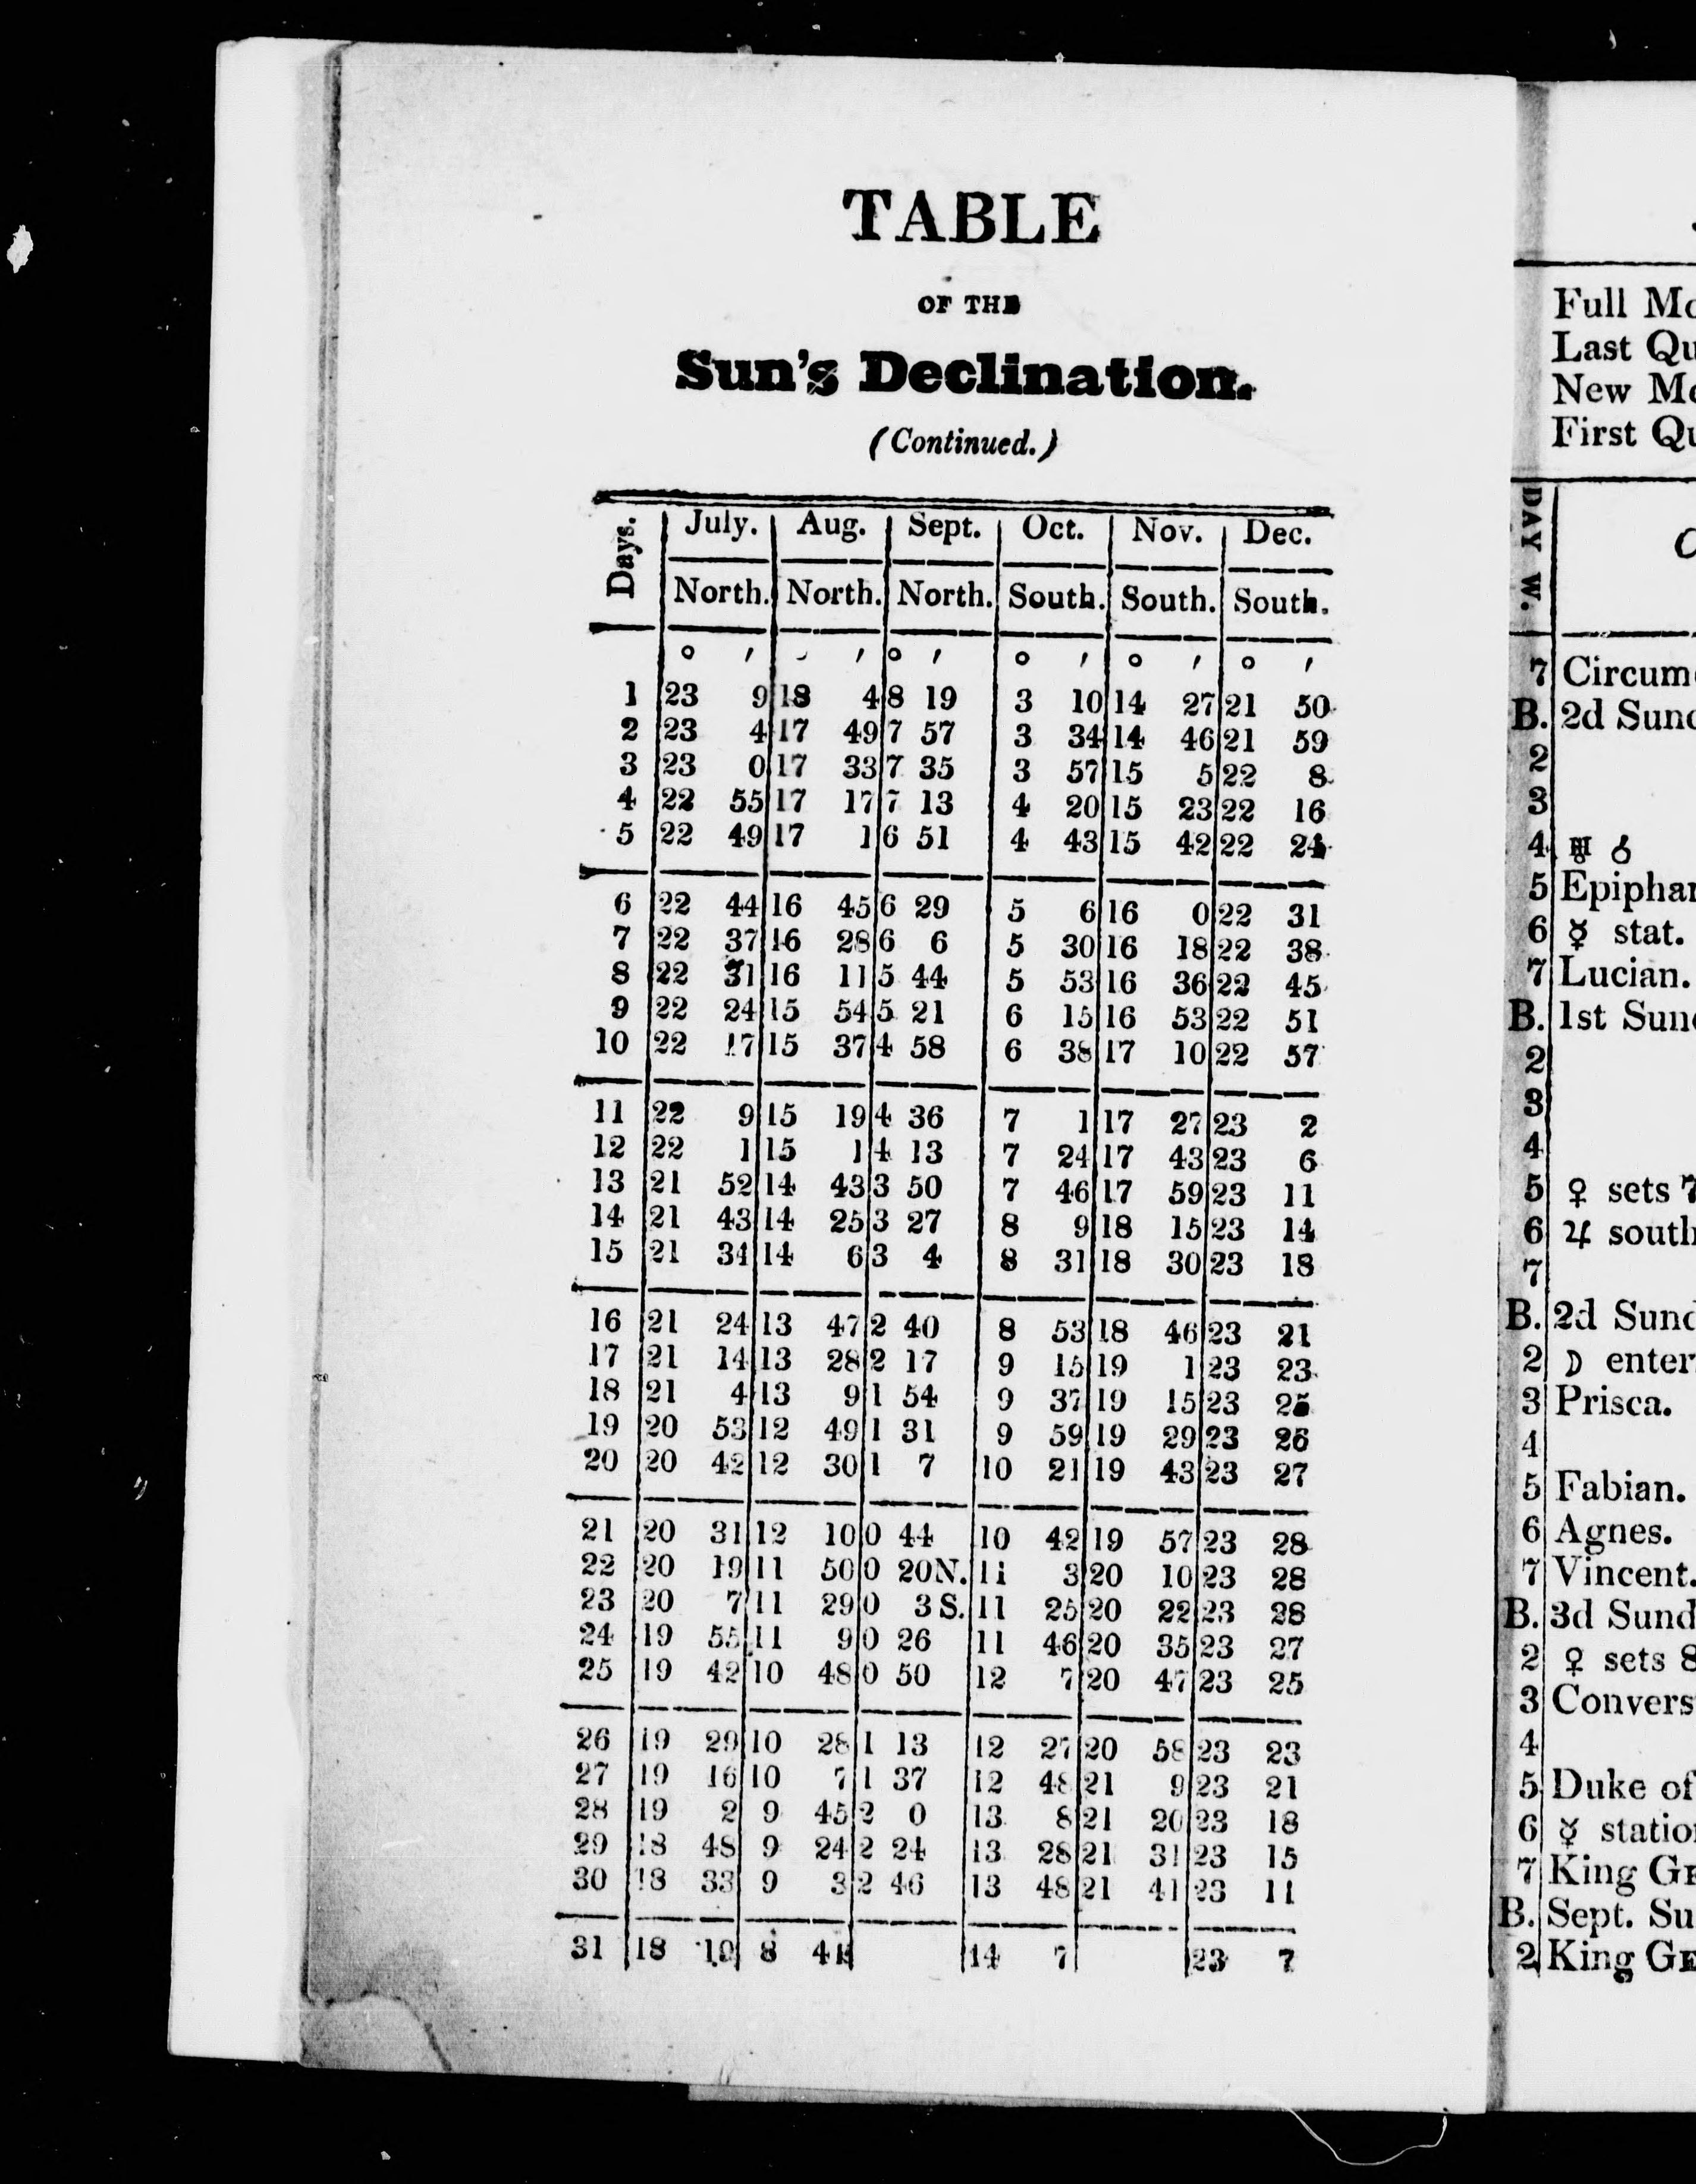 TABLE
OF THE
Sun's Declination.
(Continued.)
Days. July. Aug. Sept. Oct. Nov. Dec.
North. North. North. South. South. South.
° ′ ′ ° ′ ° ′ ° ′ ° ′
1 23 9 18 4 8 19 3 10 14 27 21 50
2 23 4 17 49 7 57 3 34 14 46 21 59
3 23 0 17 33 7 35 3 57 15 5 22 8
4 22 55 17 17 7 13 4 20 15 23 22 16
5 22 49 17 1 6 51 4 43 15 42 22 24
6 22 44 16 45 6 29 5 6 16 0 22 31
7 22 37 16 28 6 6 5 30 16 18 22 38
8 22 31 16 11 5 44 5 53 16 36 22 45
9 22 24 15 54 5 21 6 15 16 53 22 51
10 22 17 15 37 4 58 6 38 17 10 22 57
11 22 9 15 19 4 36 7 1 17 27 23 2
12 22 1 15 1 4 13 7 24 17 43 23 6
13 21 52 14 43 3 50 7 46 17 59 23 11
14 21 43 14 25 3 27 8 9 18 15 23 14
15 21 34 14 6 3 4 8 31 18 30 23 18
16 21 24 13 47 2 40 8 53 18 46 23 21
17 21 14 13 28 2 17 9 15 19 1 23 23
18 21 4 13 9 1 54 9 37 19 15 23 25
19 20 53 12 49 1 31 9 59 19 29 23 26
20 20 42 12 30 1 7 10 21 19 43 23 27
21 20 31 12 10 0 44 10 42 19 57 23 28
22 20 19 11 50 0 20 N. 11 3 20 10 23 28
23 20 7 11 29 0 3 S. 11 25 20 22 23 28
24 19 55 11 9 0 26 11 46 20 35 23 27
25 19 42 10 48 0 50 12 7 20 47 23 25
26 19 29 10 28 1 13 12 27 20 58 23 23
27 19 16 10 7 1 37 12 48 21 9 23 21
28 19 2 9 45 2 0 13 8 21 20 23 18
29 18 48 9 24 2 24 13 28 21 31 23 15
30 18 33 9 3 2 46 13 48 21 41 23 11
31 18 19 8 41 14 7 23 7
Full
Last
New
First
DAY W.
7
B. 2d
2
3
4 ♅ ☌
5
6 ☿ stat.
7 Lucian.
B. 1st
2
3
4
5 ♀ sets
6 ♃
7
B. 2d
2 ☽
3 Prisca.
4
5 Fabian.
6 Agnes.
7 Vincent.
B. 3d
2 ♀ sets
3
4
5 Duke of
6 ☿
7 King
B. Sept.
2 King